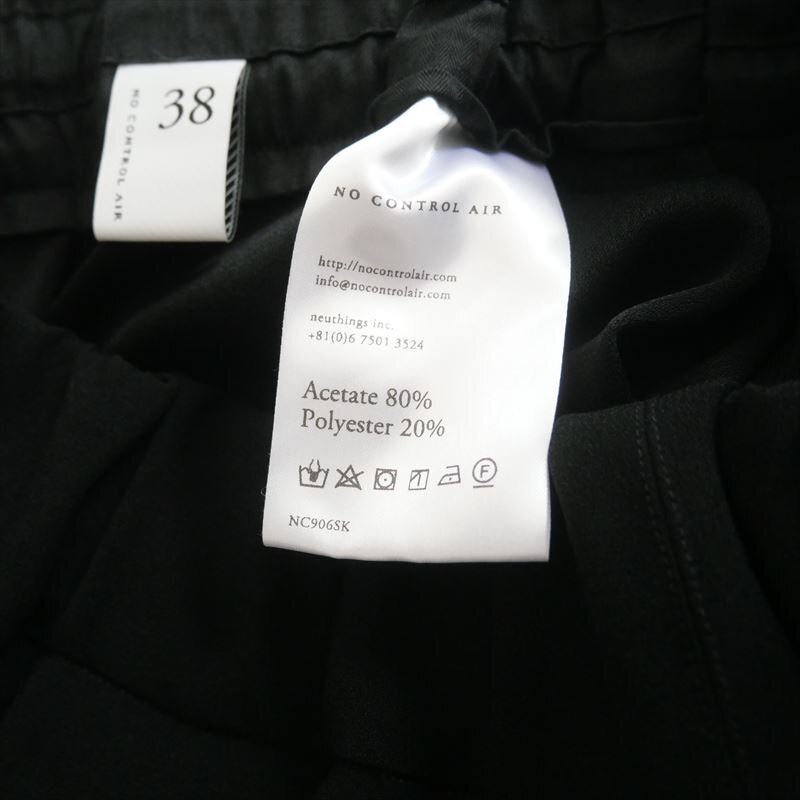 38
NO CONTROL AIR
NO CONTROL AIR
http://nocontrolair.com
info@nocontrolair.com
neuthings inc.
+81(0)6 7501 3524
Acetate 80%
Polyester 20%
F
NC906SK